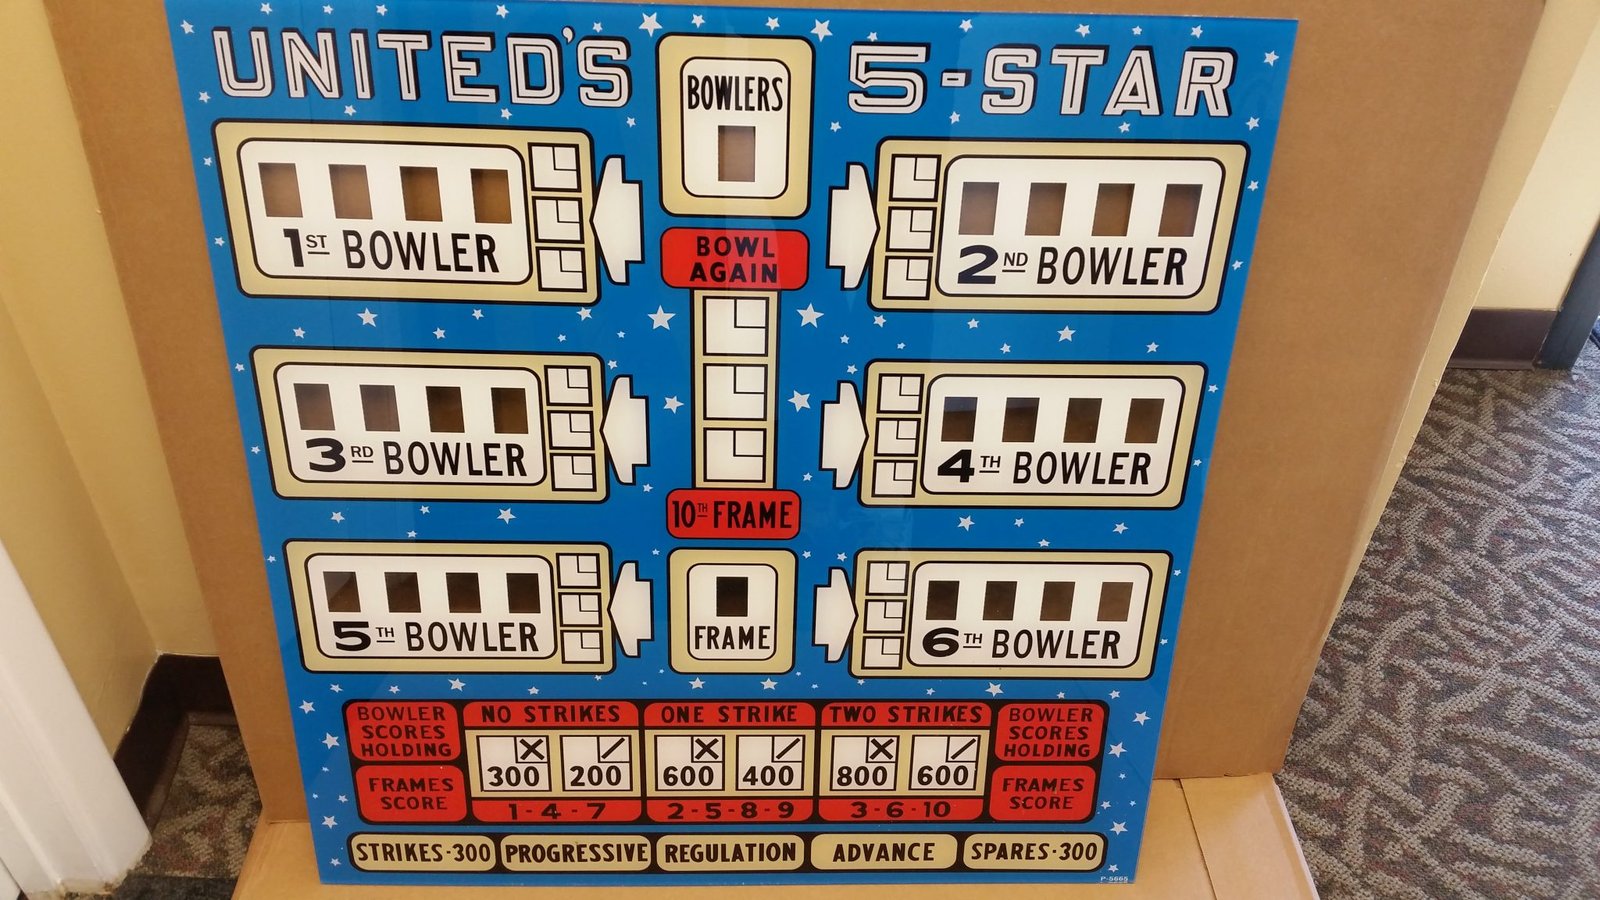 UNITED'S 5-STAR
BOWLERS
1ST BOWLER
2ND BOWLER
BOWL
AGAIN
3RD BOWLER
4TH BOWLER
10TH FRAME
5TH BOWLER
FRAME
6TH BOWLER
BOWLER
SCORES
HOLDING
FRAMES
SCORE
NO STRIKES
300 200
1-4-7
ONE STRIKE
600 400
2-5-8-9
TWO STRIKES
800 600
3-6-10
BOWLER
SCORES
HOLDING
FRAMES
SCORE
STRIKES·300
PROGRESSIVE
REGULATION
ADVANCE
SPARES·300
P-5665